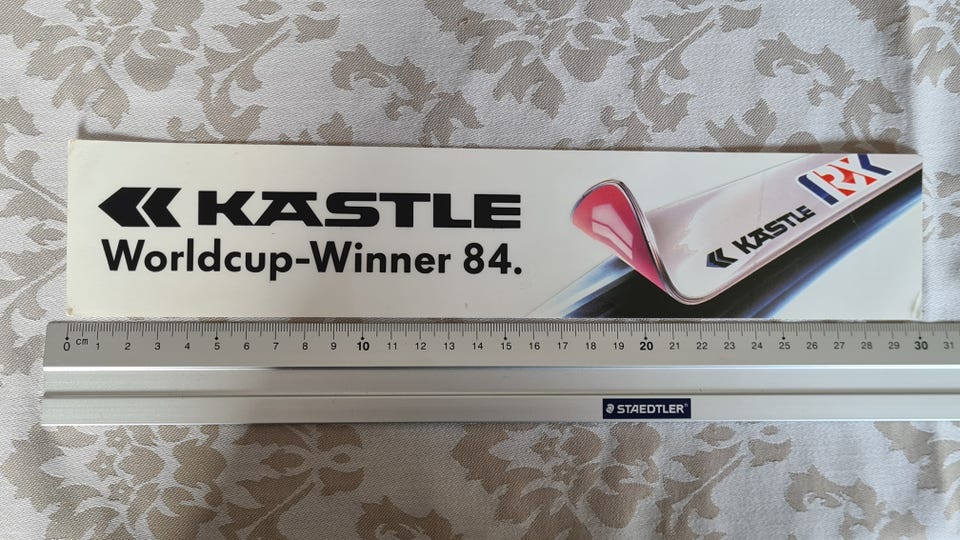 KASTLE
Worldcup-Winner 84.
KASTLE RX
0 cm 1 2 3 4 5 6 7 8 9 10 11 12 13 14 15 16 17 18 19 20 21 22 23 24 25 26 27 28 29 30 31
STAEDTLER®